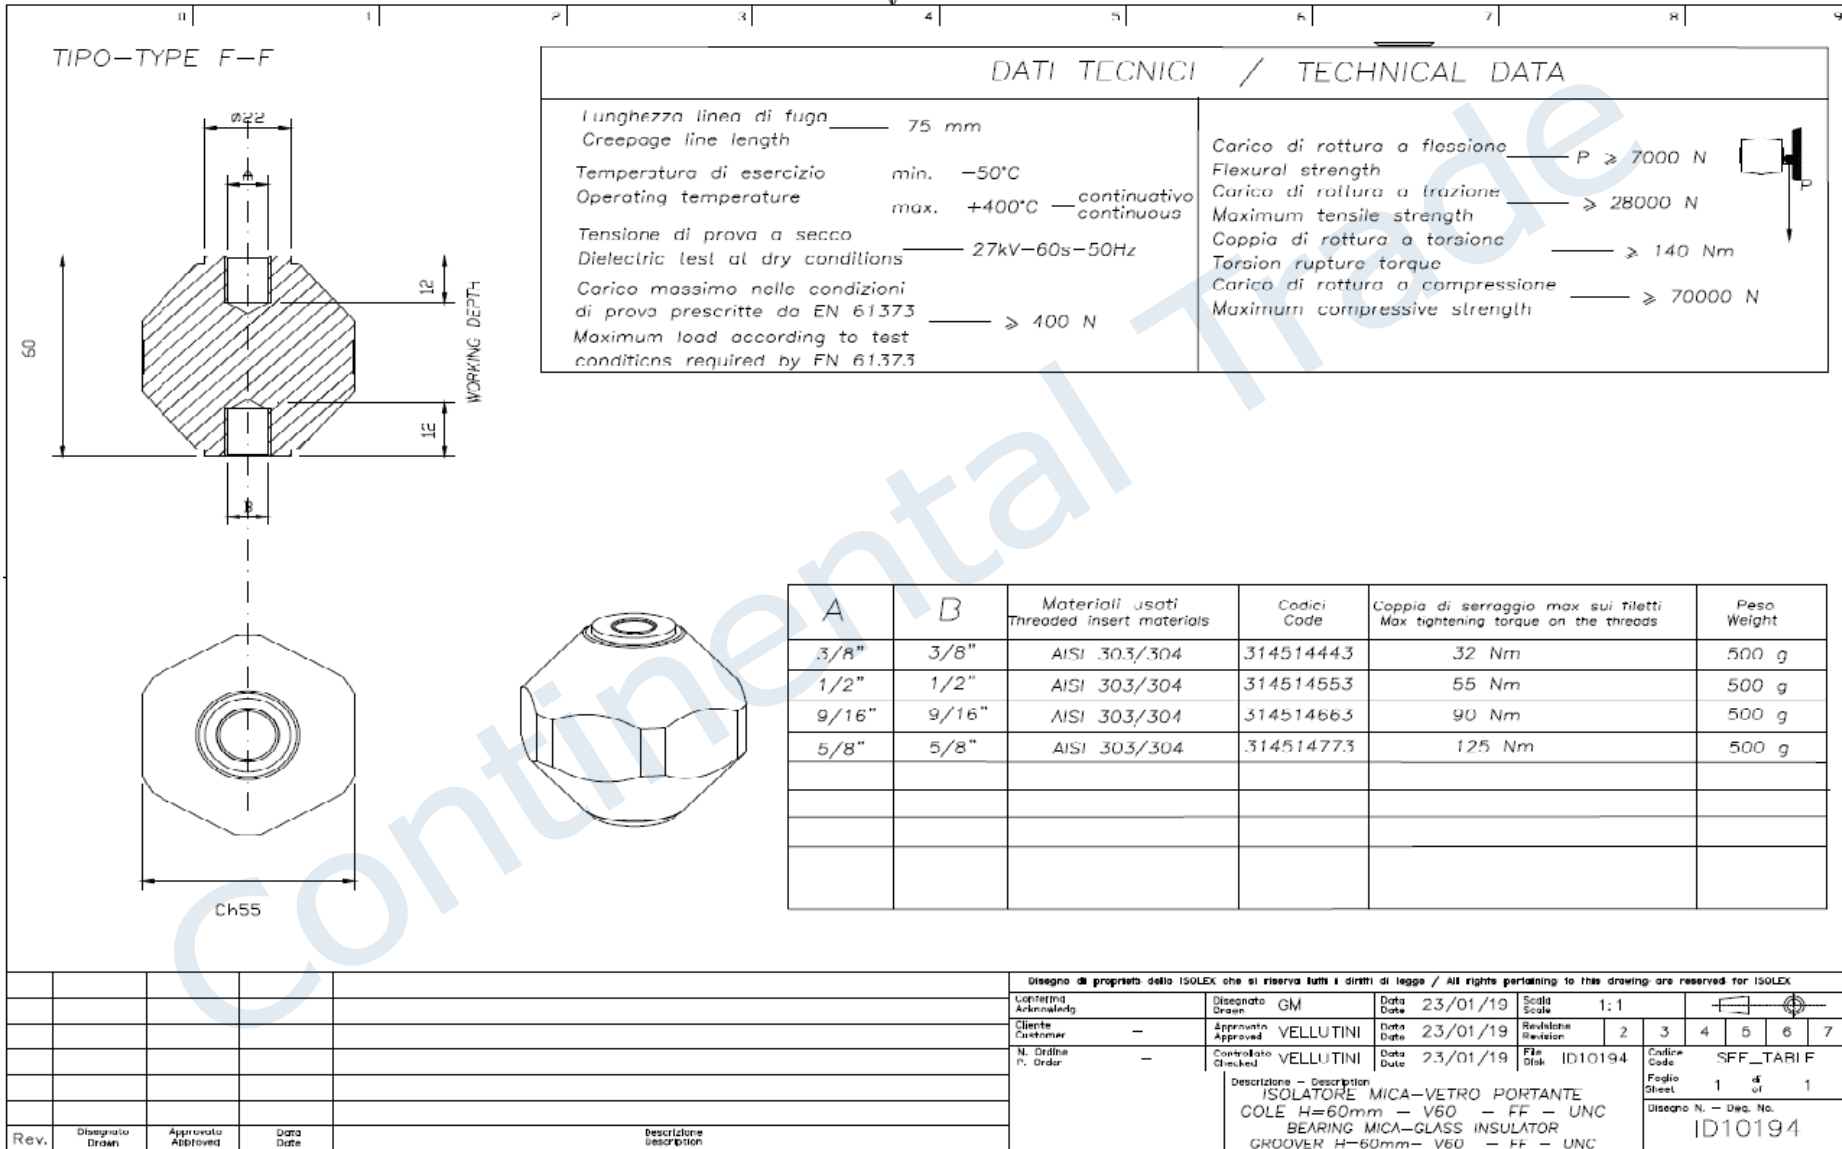 0 1 2 3 4 5 6 7 8 9
TIPO-TYPE F-F
ø22
A
12
60
WORKING DEPTH
12
B
Ch55
DATI TECNICI / TECHNICAL DATA
Lunghezza linea di fuga
Creepage line length
75 mm
Temperatura di esercizio
Operating temperature
min. -50°C
max. +400°C
continuativo
continuous
Tensione di prova a secco
Dielectric test at dry conditions
27kV-60s-50Hz
Carico massimo nelle condizioni
di prova prescritte da EN 61373
Maximum load according to test
conditions required by EN 61373
≥ 400 N
Carico di rottura a flessione
Flexural strength
P ≥ 7000 N
Carico di rottura a trazione
Maximum tensile strength
≥ 28000 N
Coppia di rottura a torsione
Torsion rupture torque
≥ 140 Nm
Carico di rottura a compressione
Maximum compressive strength
≥ 70000 N
P
A B Materiali usati Codici Coppia di serraggio max sui filetti Peso
Threaded insert materials Code Max tightening torque on the threads Weight
3/8" 3/8" AISI 303/304 314514443 32 Nm 500 g
1/2" 1/2" AISI 303/304 314514553 55 Nm 500 g
9/16" 9/16" AISI 303/304 314514663 90 Nm 500 g
5/8" 5/8" AISI 303/304 314514773 125 Nm 500 g
Continental Trade
Disegno di proprietà della ISOLEX che si riserva tutti i diritti di legge / All rights pertaining to this drawing are reserved for ISOLEX
Conferma
Acknowledg
Disegnato
Drawn
GM
Data
Date
23/01/19
Scala
Scale
1:1
Cliente
Customer
-
Approvato
Approved
VELLUTINI
Data
Date
23/01/19
Revisione
Revision
2 3 4 5 6 7
N. Ordine
P. Order
-
Controllato
Checked
VELLUTINI
Data
Date
23/01/19
File
Disk
ID10194
Codice
Code
SEE_TABLE
Descrizione - Description
ISOLATORE MICA-VETRO PORTANTE
COLE H=60mm - V60 - FF - UNC
BEARING MICA-GLASS INSULATOR
GROOVER H=60mm- V60 - FF - UNC
Foglio
Sheet
1
di
of
1
Disegno N. - Dwg. No.
ID10194
Rev.
Disegnato
Drawn
Approvato
Approved
Data
Date
Descrizione
Description